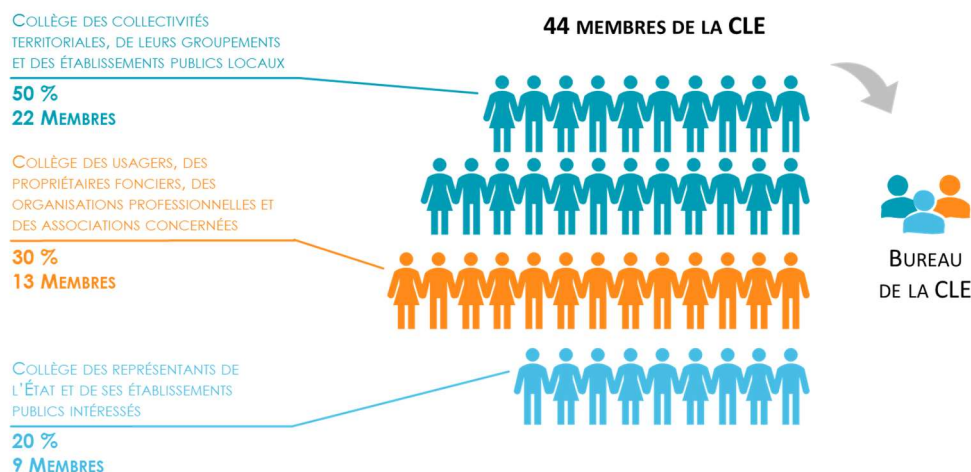 COLLÈGE DES COLLECTIVITÉS
TERRITORIALES, DE LEURS GROUPEMENTS
ET DES ÉTABLISSEMENTS PUBLICS LOCAUX
50 %
22 MEMBRES
44 MEMBRES DE LA CLE
COLLÈGE DES USAGERS, DES
PROPRIÉTAIRES FONCIERS, DES
ORGANISATIONS PROFESSIONNELLES ET
DES ASSOCIATIONS CONCERNÉES
30 %
13 MEMBRES
BUREAU
DE LA CLE
COLLÈGE DES REPRÉSENTANTS DE
L'ÉTAT ET DE SES ÉTABLISSEMENTS
PUBLICS INTÉRESSÉS
20 %
9 MEMBRES